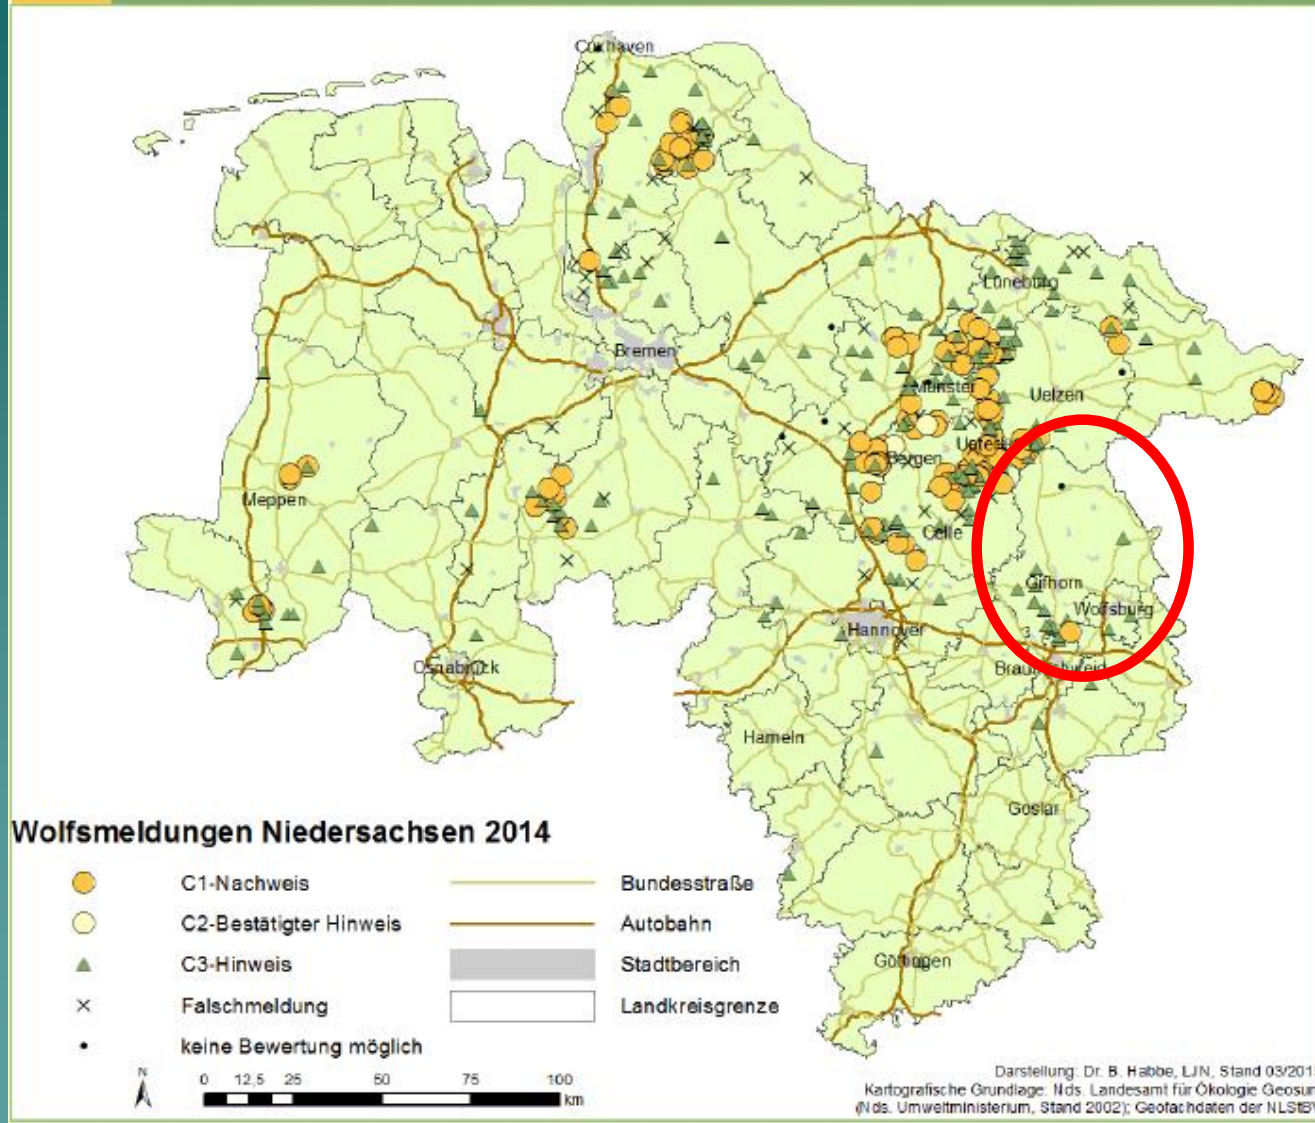 Cuxhaven
Lüneburg
Bremen
Munster
Uelzen
Bergen
Meppen
Celle
Gifhorn
Wolfsburg
Hannover
Osnabrück
Braunschweig
Hameln
Goslar
Göttingen
Wolfsmeldungen Niedersachsen 2014
C1-Nachweis
Bundesstraße
C2-Bestätigter Hinweis
Autobahn
C3-Hinweis
Stadtbereich
Falschmeldung
Landkreisgrenze
keine Bewertung möglich
N
0 12,5 25 50 75 100
km
Darstellung: Dr. B. Habbe, LJN, Stand 03/201
Kartografische Grundlage: Nds. Landesamt für Ökologie Geosun
(Nds. Umweltministerium, Stand 2002); Geofachdaten der NLStB